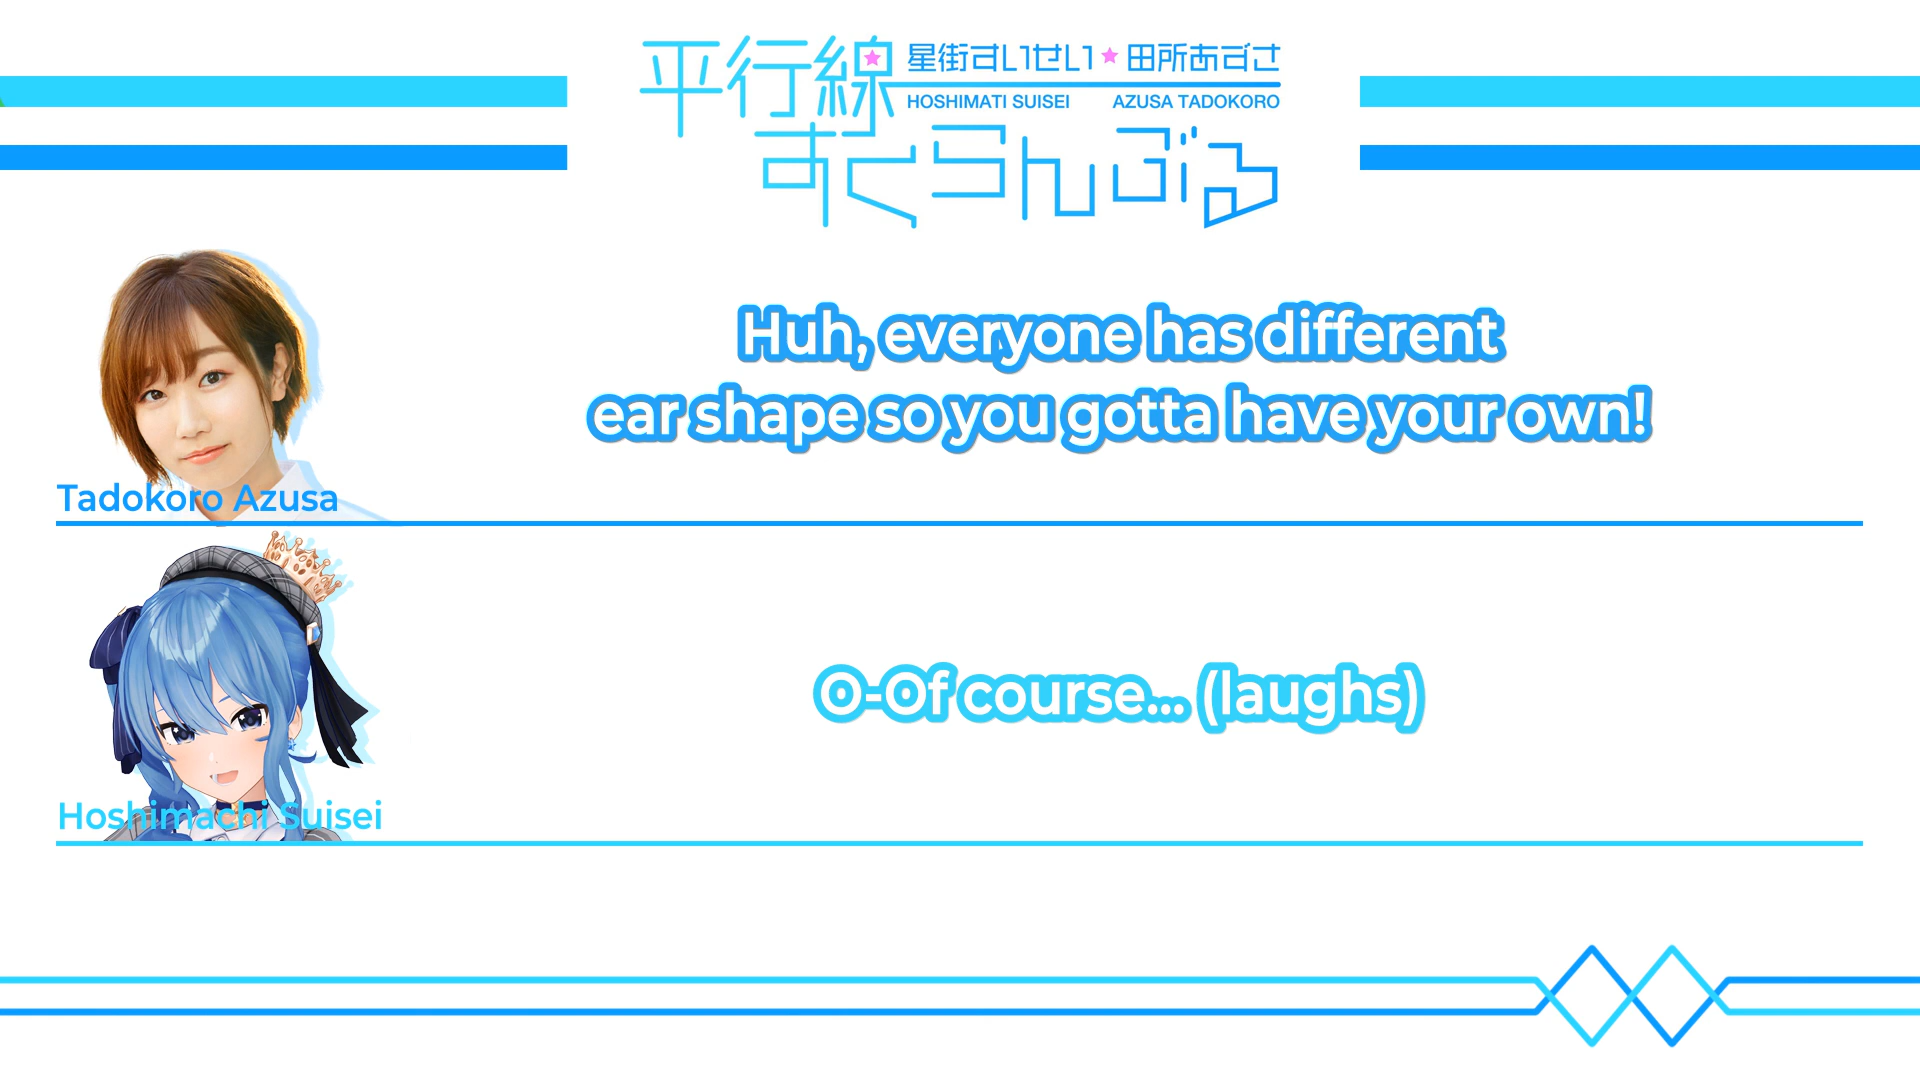 平行線
星街すいせい★田所あずさ
HOSHIMATI SUISEI AZUSA TADOKORO
すくらんぶる
Huh, everyone has different
ear shape so you gotta have your own!
Tadokoro Azusa
O-Of course... (laughs)
Hoshimachi Suisei